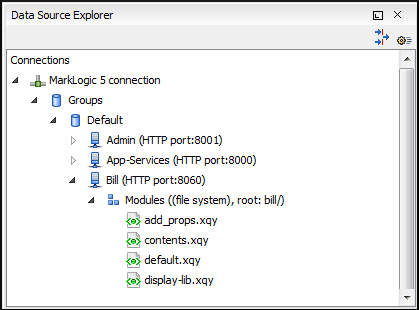 Data Source Explorer
Connections
MarkLogic 5 connection
Groups
Default
Admin (HTTP port:8001)
App-Services (HTTP port:8000)
Bill (HTTP port:8060)
Modules ((file system), root: bill/)
add_props.xqy
contents.xqy
default.xqy
display-lib.xqy